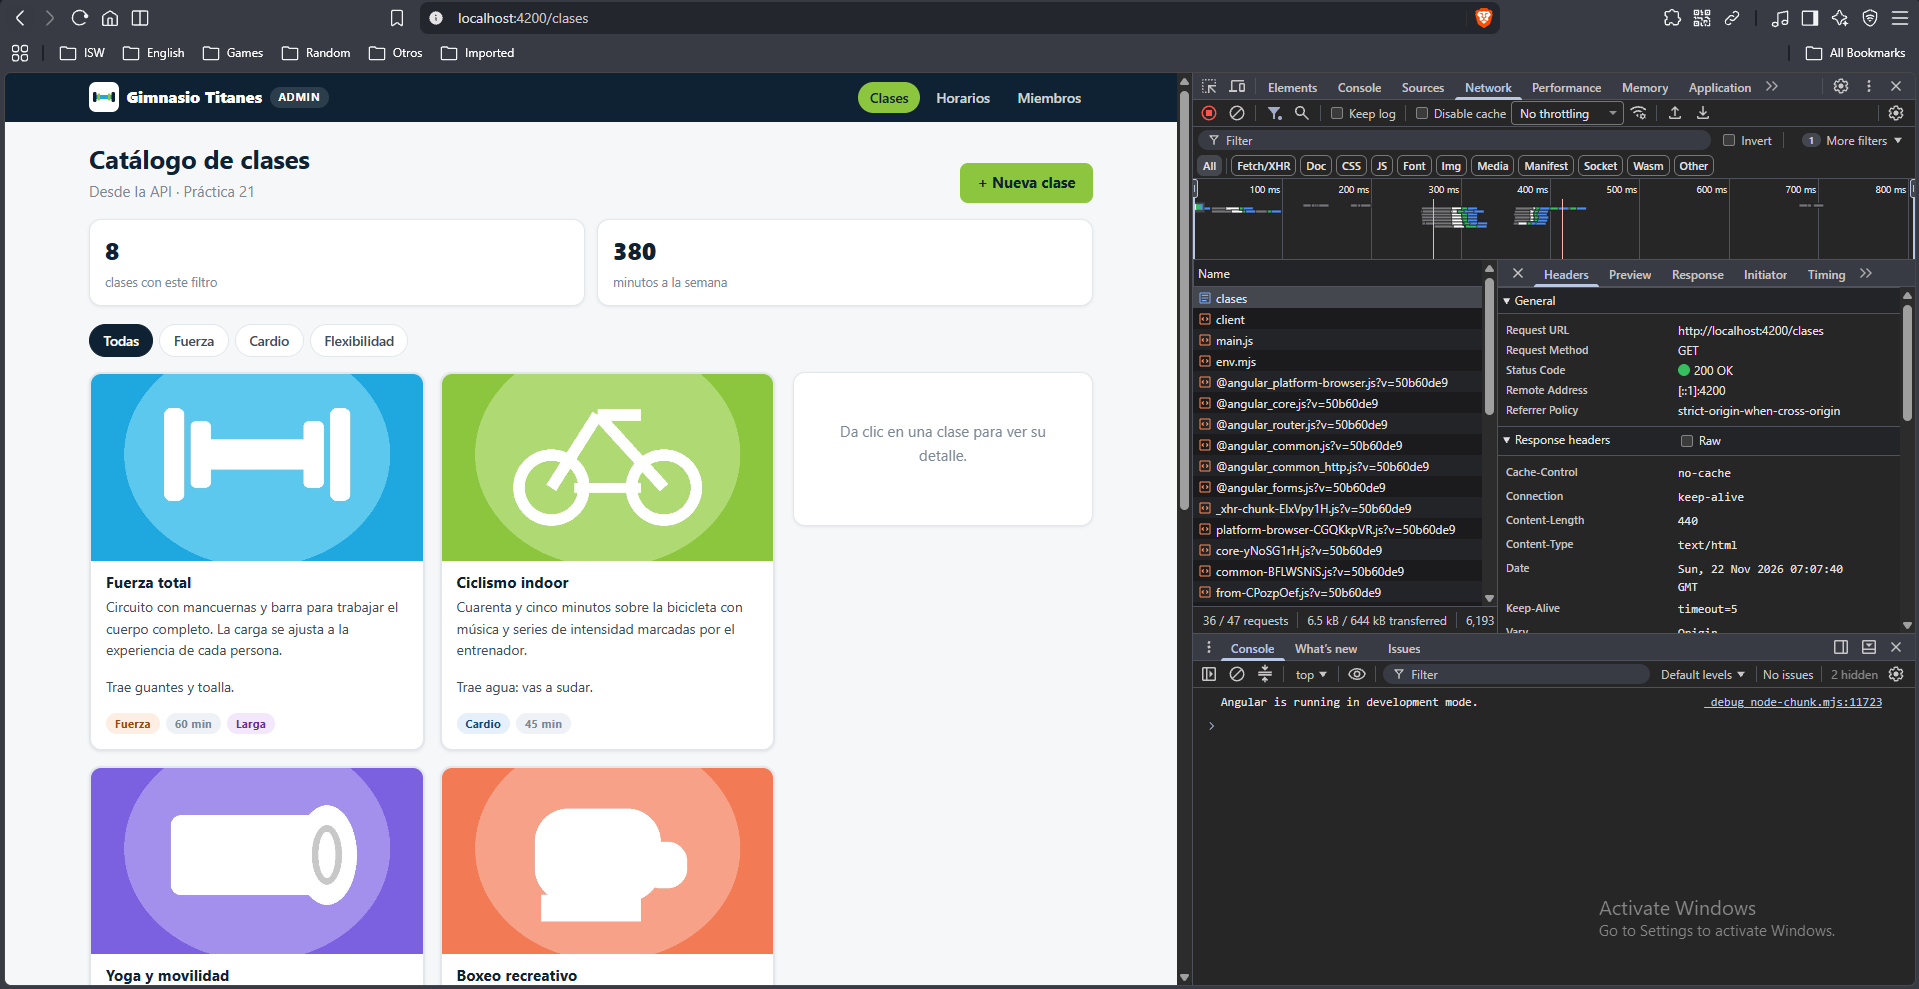 localhost:4200/clases
ISW
English
Games
Random
Otros
Imported
All Bookmarks
Gimnasio Titanes
ADMIN
Clases
Horarios
Miembros
Catálogo de clases
Desde la API · Práctica 21
+ Nueva clase
8
clases con este filtro
380
minutos a la semana
Todas
Fuerza
Cardio
Flexibilidad
Fuerza total
Circuito con mancuernas y barra para trabajar el
cuerpo completo. La carga se ajusta a la
experiencia de cada persona.
Trae guantes y toalla.
Fuerza
60 min
Larga
Ciclismo indoor
Cuarenta y cinco minutos sobre la bicicleta con
música y series de intensidad marcadas por el
entrenador.
Trae agua: vas a sudar.
Cardio
45 min
Da clic en una clase para ver su
detalle.
Yoga y movilidad
Boxeo recreativo
Elements
Console
Sources
Network
Performance
Memory
Application
Keep log
Disable cache
No throttling
Filter
Invert
1
More filters
All
Fetch/XHR
Doc
CSS
JS
Font
Img
Media
Manifest
Socket
Wasm
Other
100 ms
200 ms
300 ms
400 ms
500 ms
600 ms
700 ms
800 ms
Name
clases
client
main.js
env.mjs
@angular_platform-browser.js?v=50b60de9
@angular_core.js?v=50b60de9
@angular_router.js?v=50b60de9
@angular_common.js?v=50b60de9
@angular_common_http.js?v=50b60de9
@angular_forms.js?v=50b60de9
_xhr-chunk-ElxVpy1H.js?v=50b60de9
platform-browser-CGQKkpVR.js?v=50b60de9
core-yNoSG1rH.js?v=50b60de9
common-BFLWSNiS.js?v=50b60de9
from-CPozpOef.js?v=50b60de9
36 / 47 requests
6.5 kB / 644 kB transferred
6,193
Headers
Preview
Response
Initiator
Timing
General
Request URL
http://localhost:4200/clases
Request Method
GET
Status Code
200 OK
Remote Address
[::1]:4200
Referrer Policy
strict-origin-when-cross-origin
Response headers
Raw
Cache-Control
no-cache
Connection
keep-alive
Content-Length
440
Content-Type
text/html
Date
Sun, 22 Nov 2026 07:07:40
GMT
Keep-Alive
timeout=5
Vary
Origin
Console
What's new
Issues
top
Filter
Default levels
No issues
2 hidden
Angular is running in development mode.
_debug_node-chunk.mjs:11723
Activate Windows
Go to Settings to activate Windows.